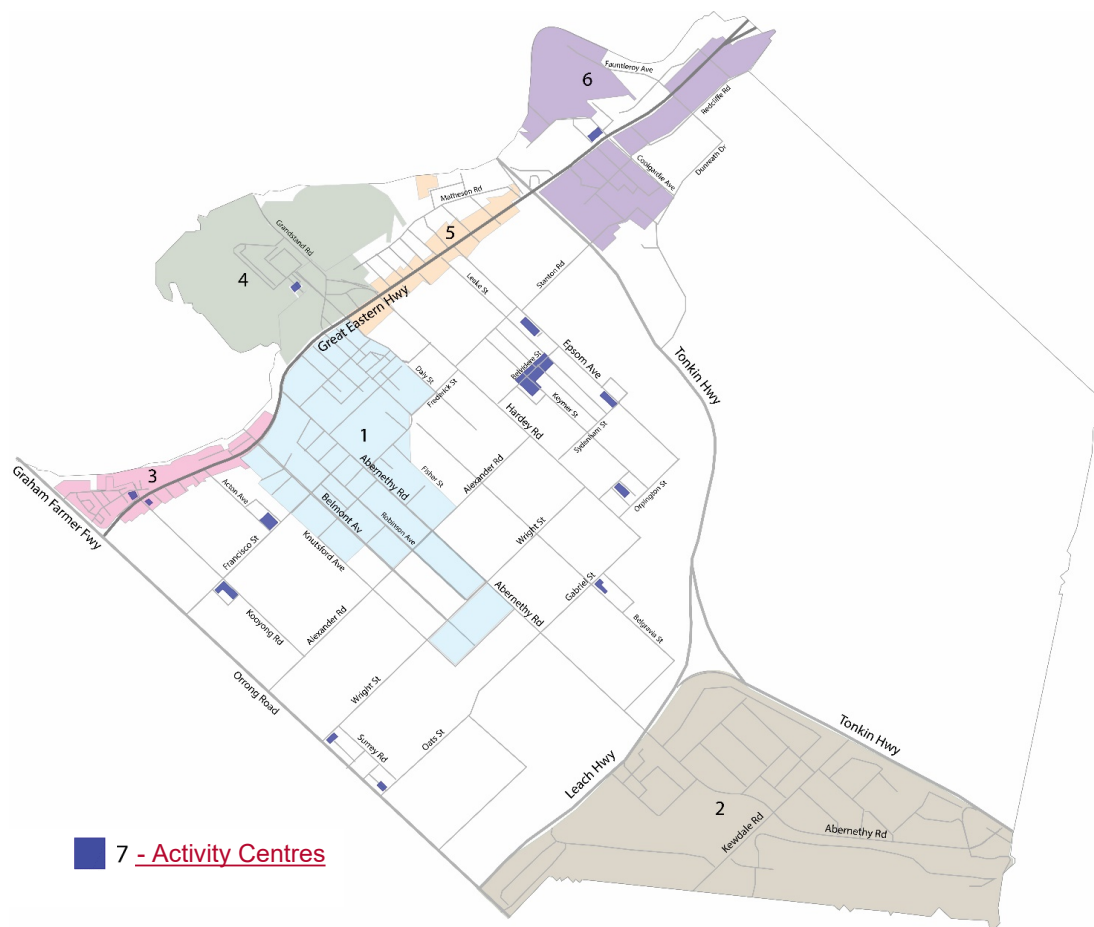 6
Fauntleroy Ave
Redcliffe Rd
Coolgardie Ave
Dunreath Dr
Matheson Rd
5
Grandstand Rd
4
Leake St
Stanton Rd
Great Eastern Hwy
Epsom Ave
Tonkin Hwy
Belvidere St
Daly St
Frederick St
Keymer St
Hardey Rd
Sydenham St
1
3
Abernethy Rd
Fisher St
Alexander Rd
Graham Farmer Fwy
Acton Ave
Belmont Av
Robinson Ave
Orpington St
Francisco St
Knutsford Ave
Wright St
Gabriel St
Abernethy Rd
Kooyong Rd
Alexander Rd
Belgravia St
Orrong Road
Wright St
Surrey Rd
Oats St
Tonkin Hwy
Leach Hwy
2
Kewdale Rd
Abernethy Rd
7 - Activity Centres